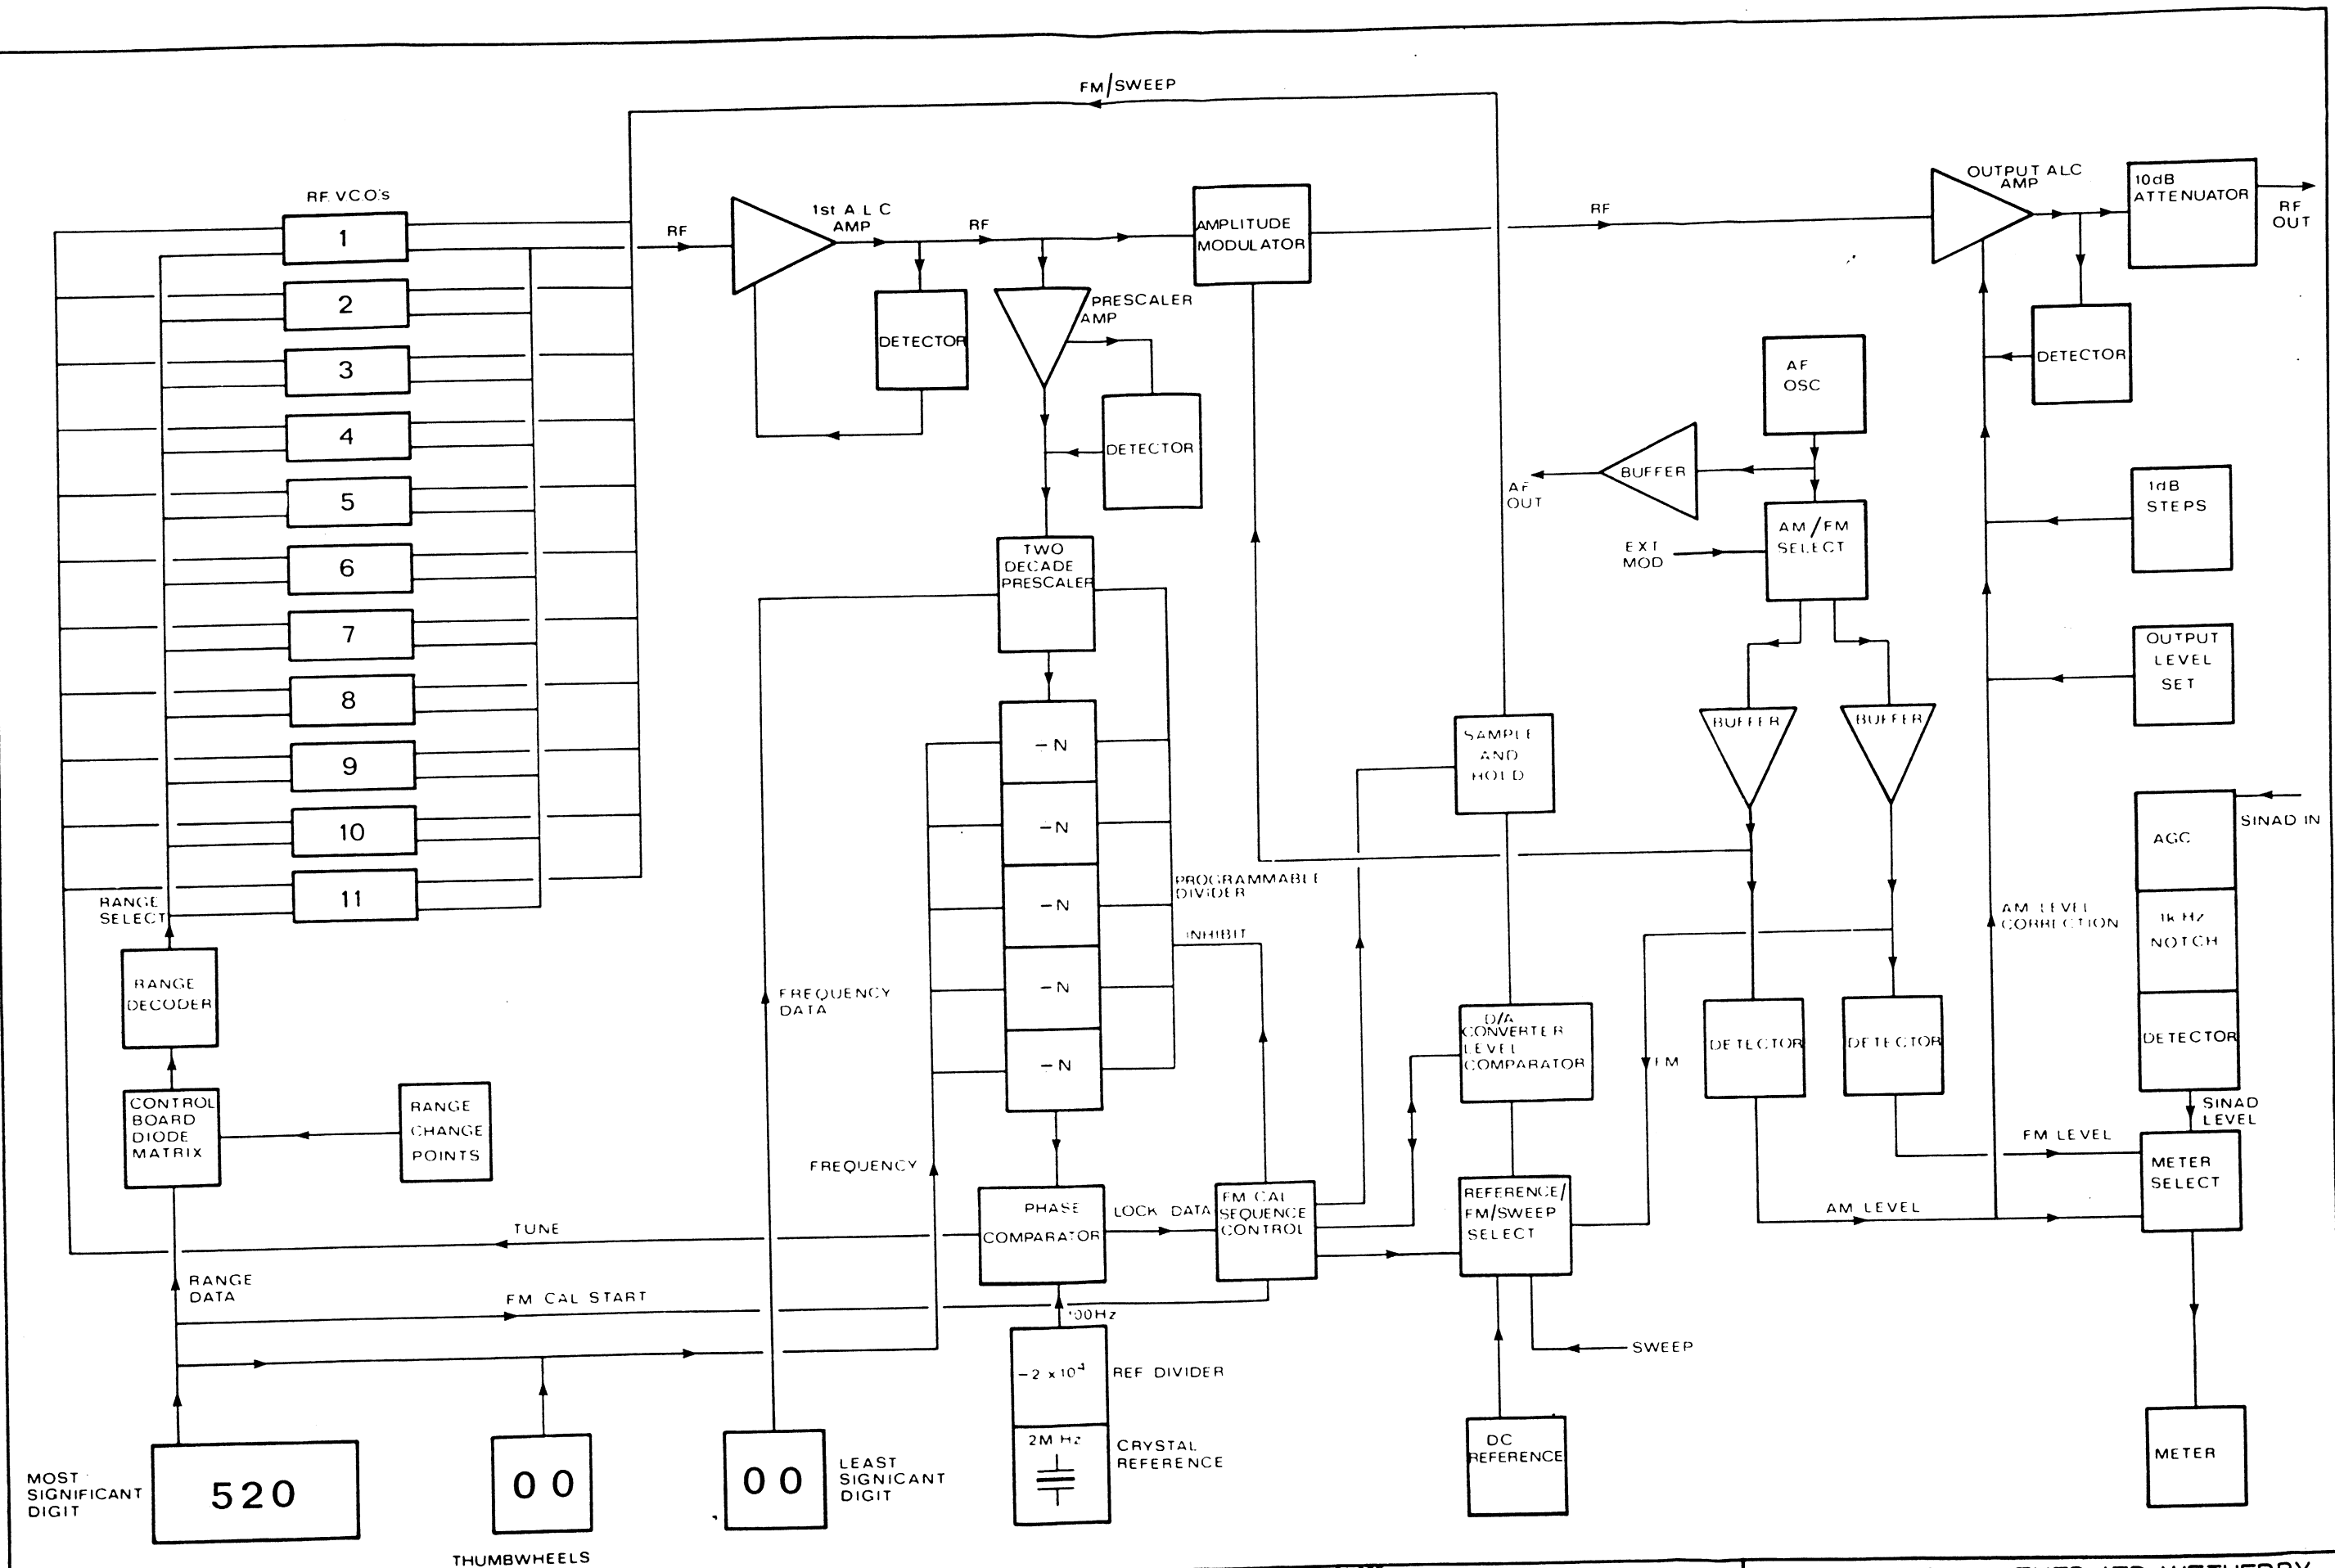 FM/SWEEP
RF. V.C.O's
1
2
3
4
5
6
7
8
9
10
11
RANGE
SELECT
RANGE
DECODER
CONTROL
BOARD
DIODE
MATRIX
RANGE
CHANGE
POINTS
RANGE
DATA
TUNE
FM CAL START
MOST
SIGNIFICANT
DIGIT
520
00
THUMBWHEELS
00
LEAST
SIGNICANT
DIGIT
RF
1st A L C
AMP
RF
DETECTOR
PRESCALER
AMP
DETECTOR
AMPLITUDE
MODULATOR
RF
TWO
DECADE
PRESCALER
-N
-N
-N
-N
-N
PROGRAMMABLE
DIVIDER
INHIBIT
FREQUENCY
DATA
FREQUENCY
PHASE
COMPARATOR
LOCK DATA
FM CAL
SEQUENCE
CONTROL
100Hz
-2 x10⁴
REF DIVIDER
2M Hz
CRYSTAL
REFERENCE
SAMPLE
AND
HOLD
D/A
CONVERTER
LEVEL
COMPARATOR
REFERENCE/
FM/SWEEP
SELECT
SWEEP
DC
REFERENCE
OUTPUT ALC
AMP
10dB
ATTENUATOR
RF
OUT
DETECTOR
AF
OSC
BUFFER
AF
OUT
AM/FM
SELECT
EXT
MOD
BUFFER
BUFFER
1dB
STEPS
OUTPUT
LEVEL
SET
AGC
SINAD IN
1k Hz
NOTCH
DETECTOR
AM LEVEL
CORRECTION
FM
DETECTOR
DETECTOR
SINAD
LEVEL
FM LEVEL
AM LEVEL
METER
SELECT
METER